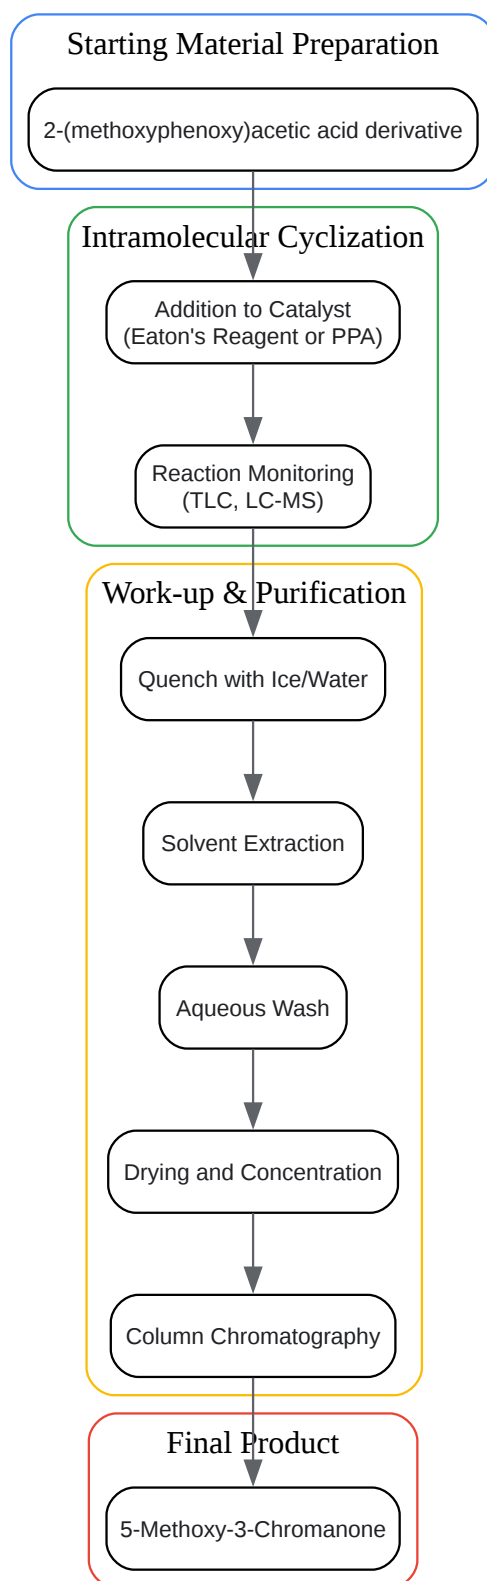 Starting Material Preparation
2-(methoxyphenoxy)acetic acid derivative
Intramolecular Cyclization
Addition to Catalyst
(Eaton's Reagent or PPA)
Reaction Monitoring
(TLC, LC-MS)
Work-up & Purification
Quench with Ice/Water
Solvent Extraction
Aqueous Wash
Drying and Concentration
Column Chromatography
Final Product
5-Methoxy-3-Chromanone